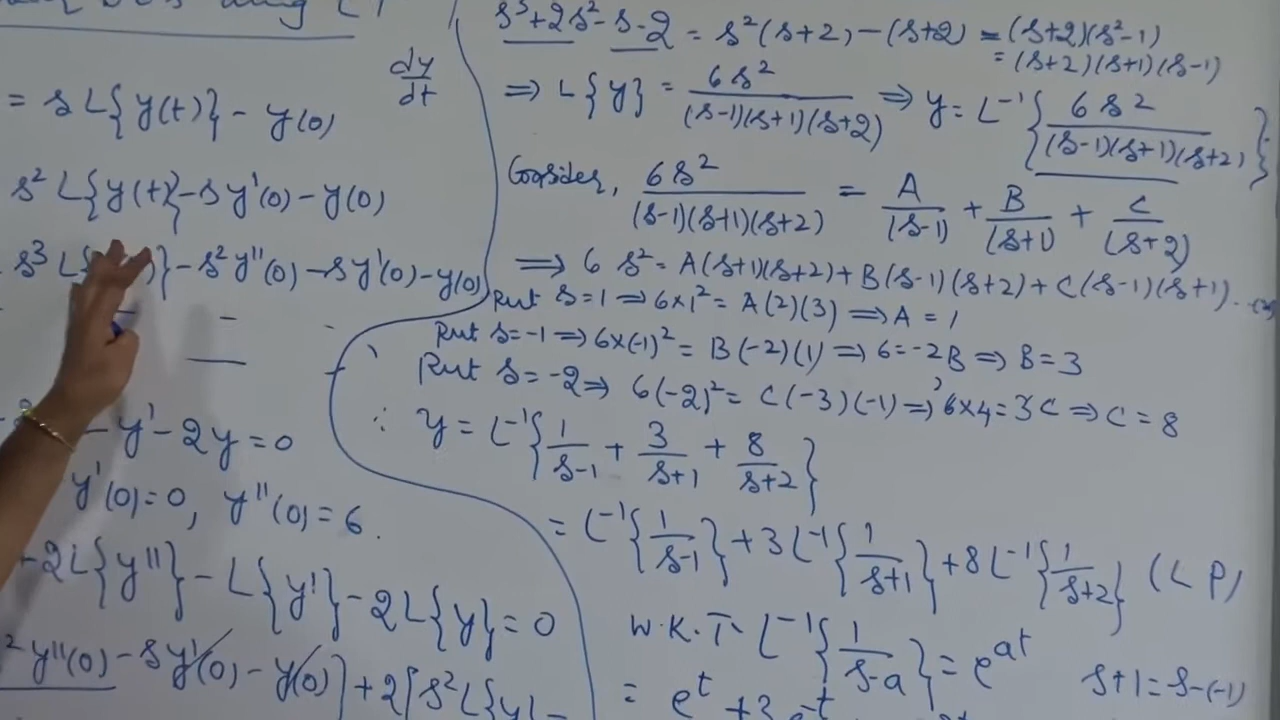 dy/dt
= s L{y(t)} - y(0)
s² L{y(t)} - s y'(0) - y(0)
s³ L{ )} - s² y''(0) - s y'(0) - y(0)
- y' - 2y = 0
y'(0) = 0, y''(0) = 6.
+2L{y''} - L{y'} - 2L{y} = 0
² y''(0) - s y'(0) - y(0)] + 2[s² L{y} -
s³+2s²-s-2 = s²(s+2) - (s+2) = (s+2)(s²-1)
= (s+2)(s+1)(s-1)
⇒ L{y} = 6s²/((s-1)(s+1)(s+2)) ⇒ y = L⁻¹{6s²/((s-1)(s+1)(s+2))}
Consider, 6s²/((s-1)(s+1)(s+2)) = A/(s-1) + B/(s+1) + C/(s+2)
⇒ 6 s² = A(s+1)(s+2) + B(s-1)(s+2) + C(s-1)(s+1)
Put s=1 ⇒ 6×1² = A(2)(3) ⇒ A = 1
Put s=-1 ⇒ 6×(-1)² = B(-2)(1) ⇒ 6=-2B ⇒ B=3
Put s=-2 ⇒ 6(-2)² = C(-3)(-1) ⇒ 6×4=3C ⇒ C = 8
∴ y = L⁻¹{1/(s-1) + 3/(s+1) + 8/(s+2)}
= L⁻¹{1/(s-1)} + 3L⁻¹{1/(s+1)} + 8L⁻¹{1/(s+2)} (LP)
W.K.T. L⁻¹{1/(s-a)} = e^(at)
s+1 = s-(-1)
= e^t + 3e^-t